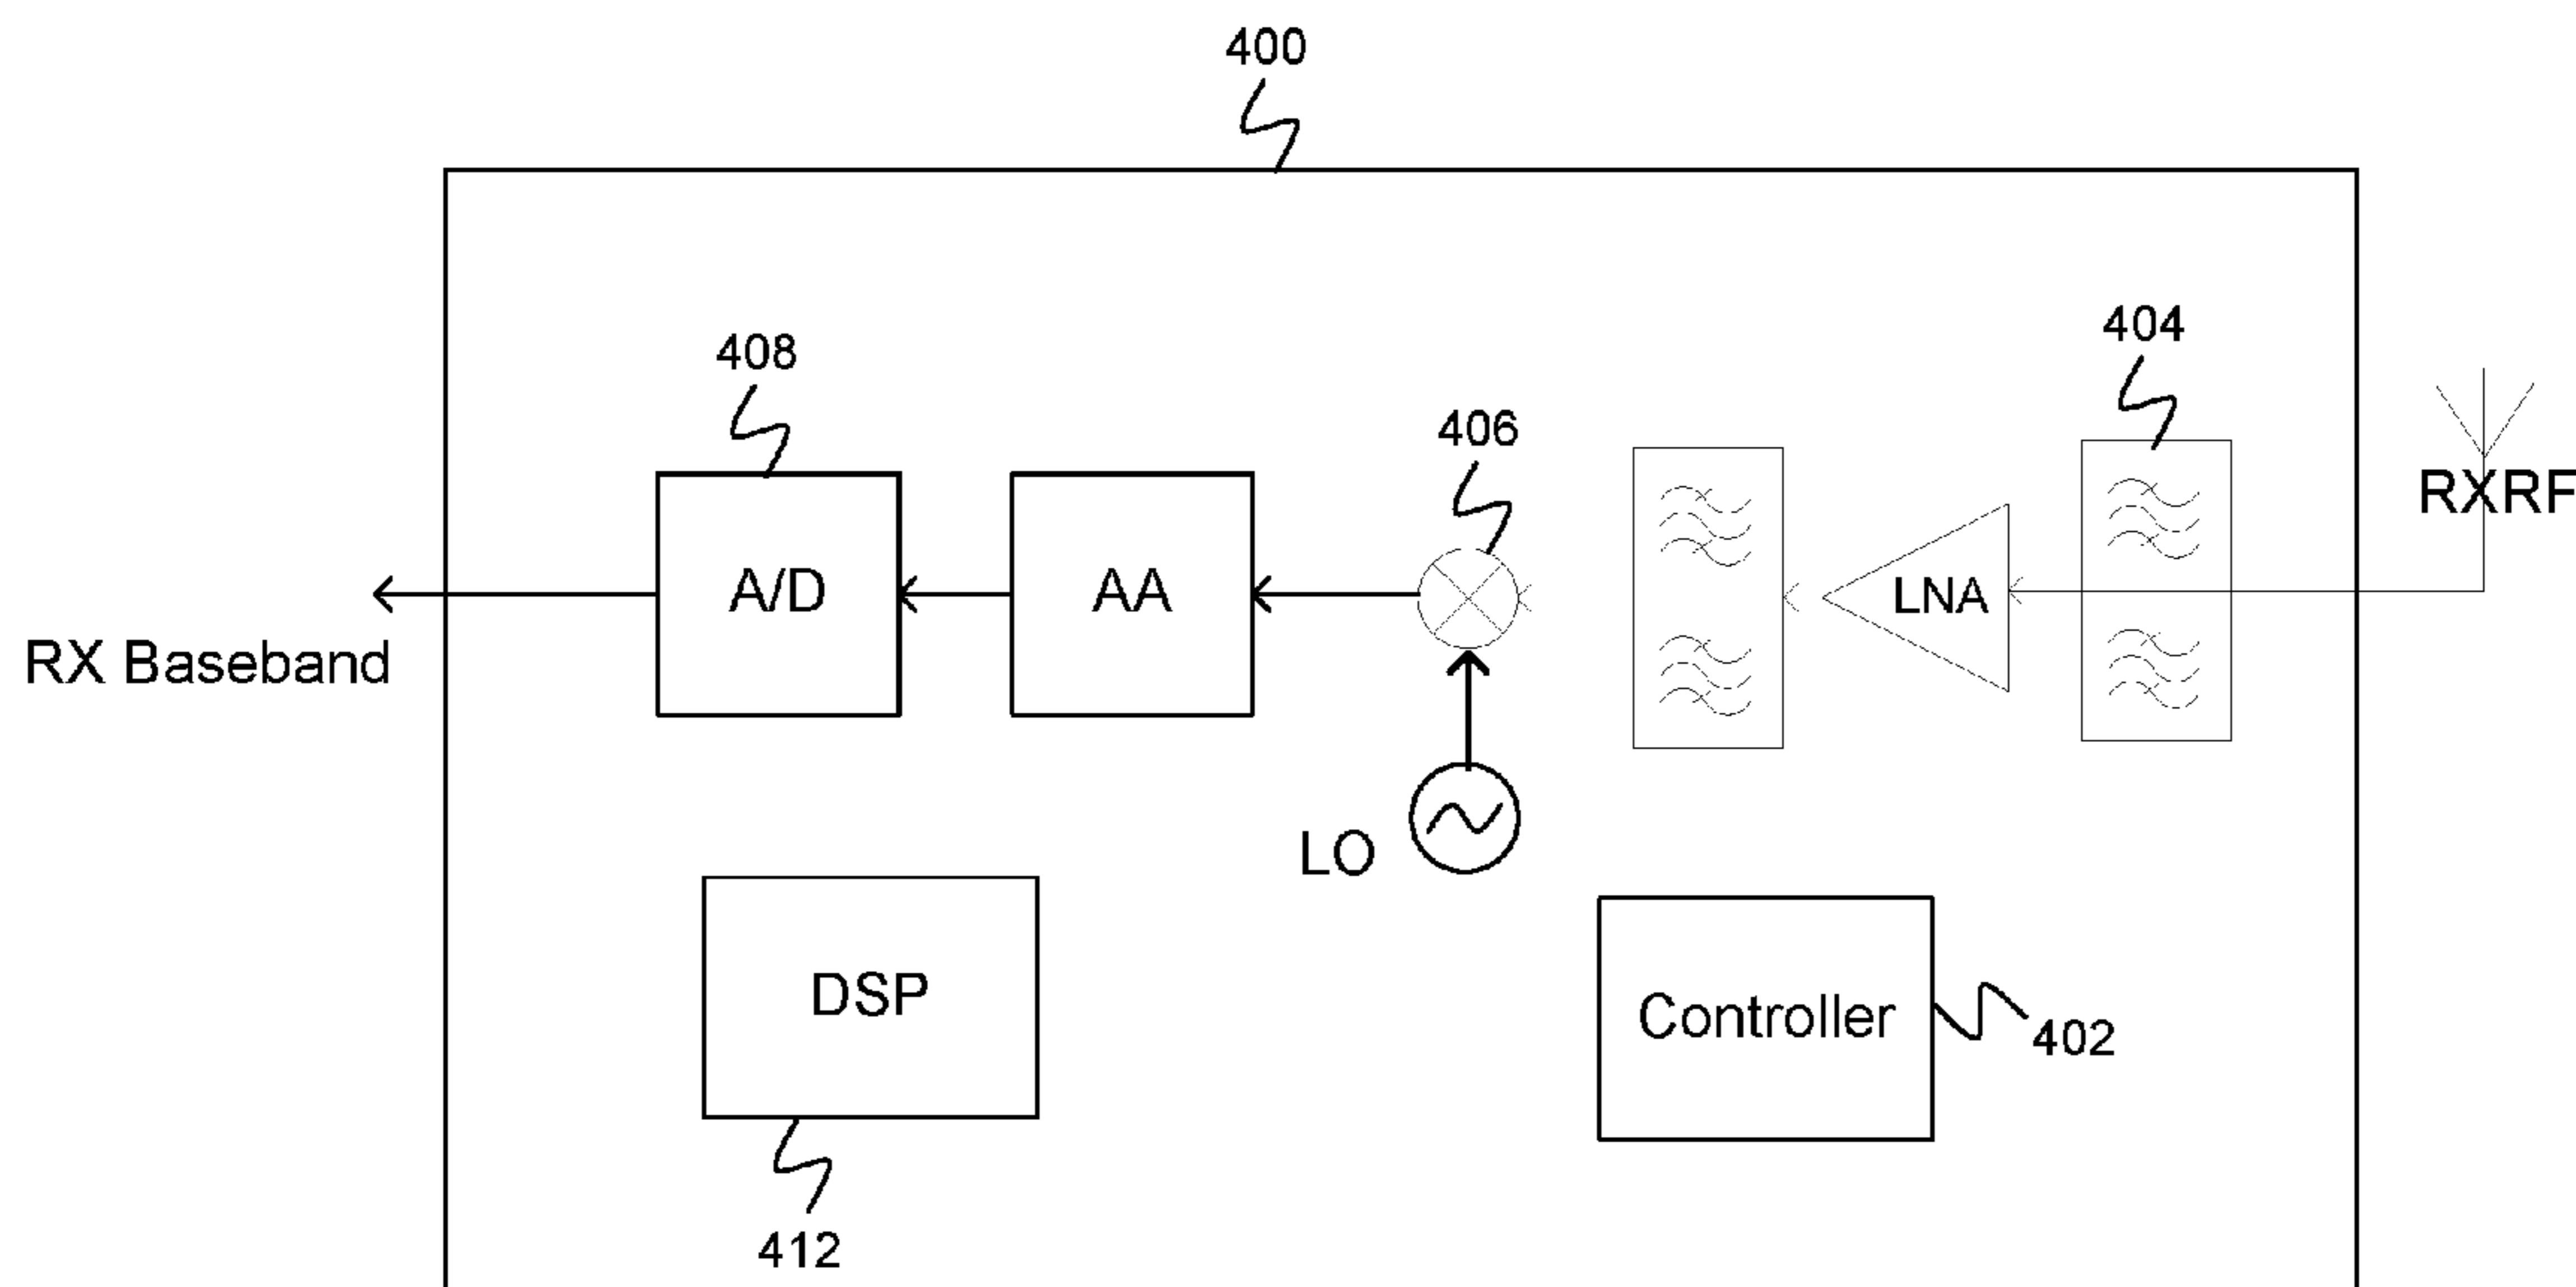 400
404
408
406
RXRF
A/D
AA
LNA
RX Baseband
LO
DSP
Controller
402
412